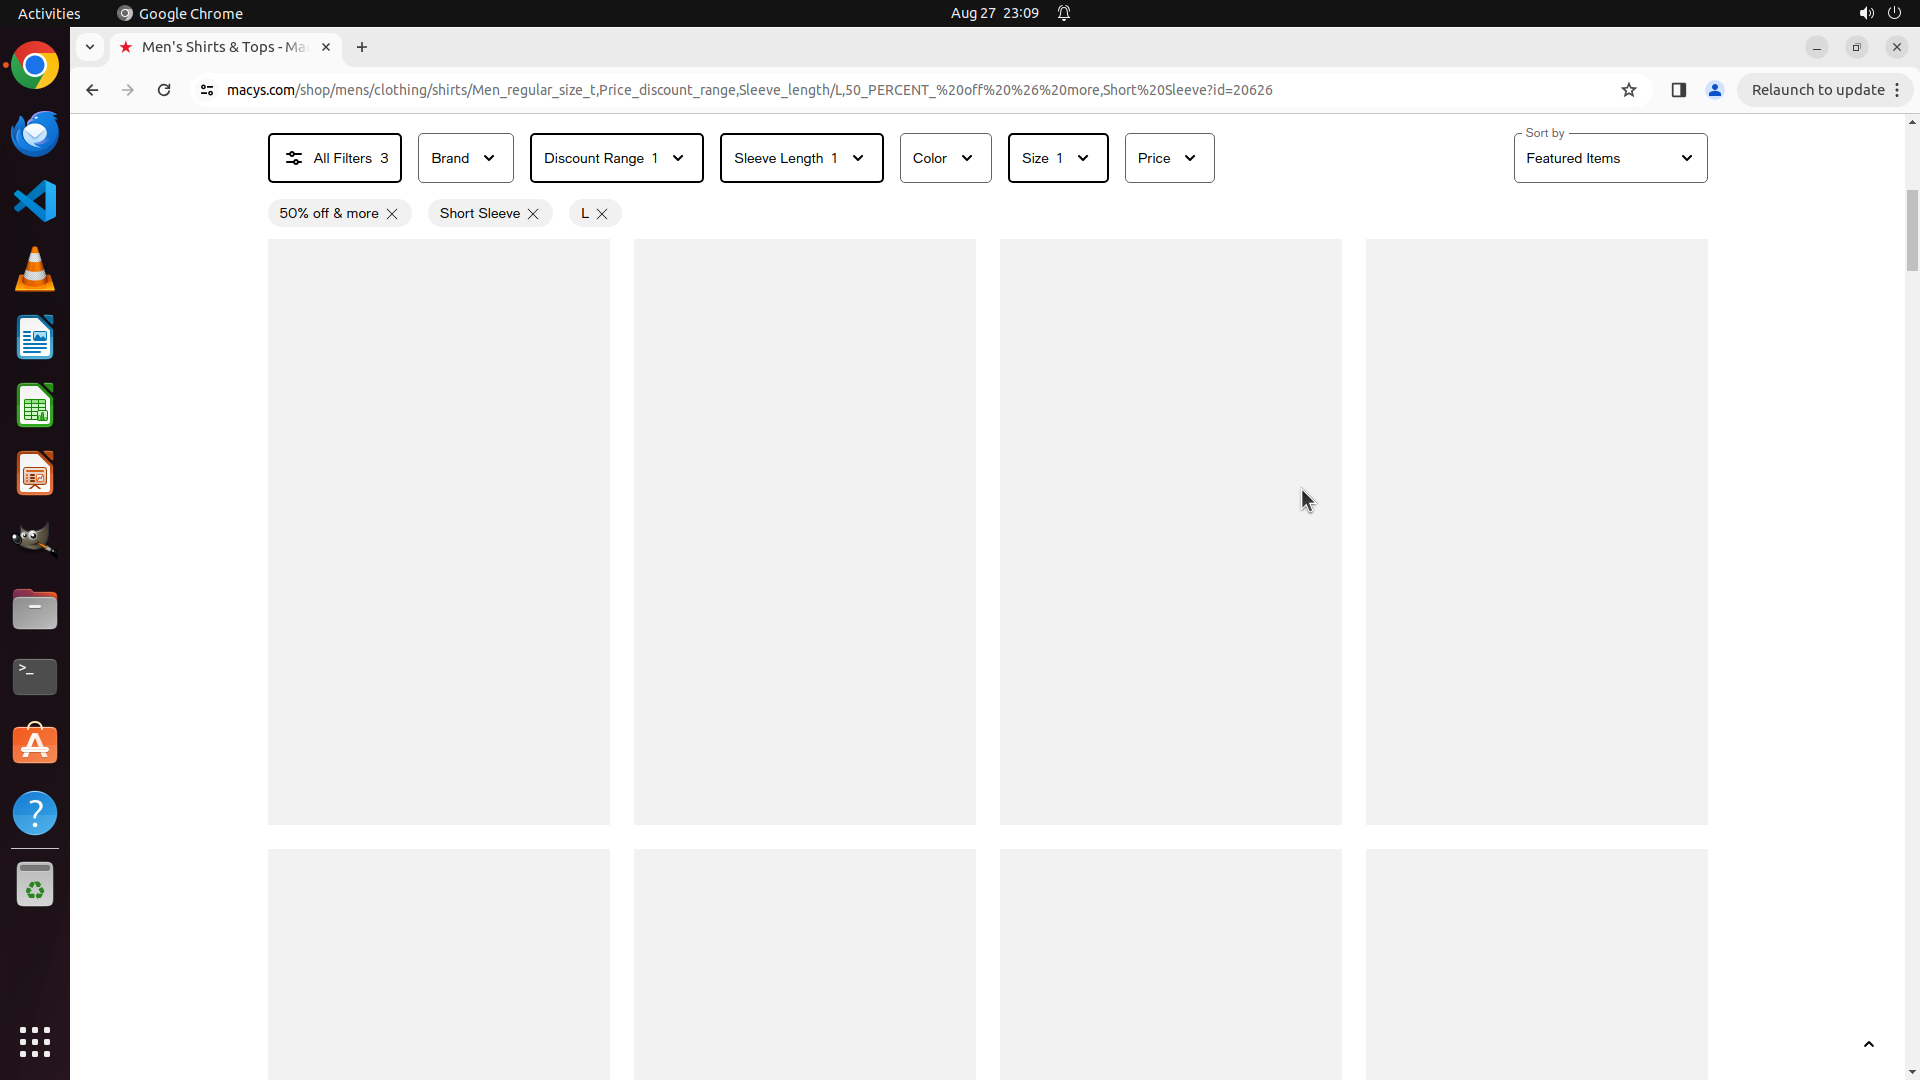 Activities
Google Chrome
Aug 27 23:09
Men's Shirts & Tops - Ma
macys.com/shop/mens/clothing/shirts/Men_regular_size_t,Price_discount_range,Sleeve_length/L,50_PERCENT_%20off%20%26%20more,Short%20Sleeve?id=20626
Relaunch to update
All Filters 3
Brand
Discount Range 1
Sleeve Length 1
Color
Size 1
Price
Sort by
Featured Items
50% off & more
Short Sleeve
L